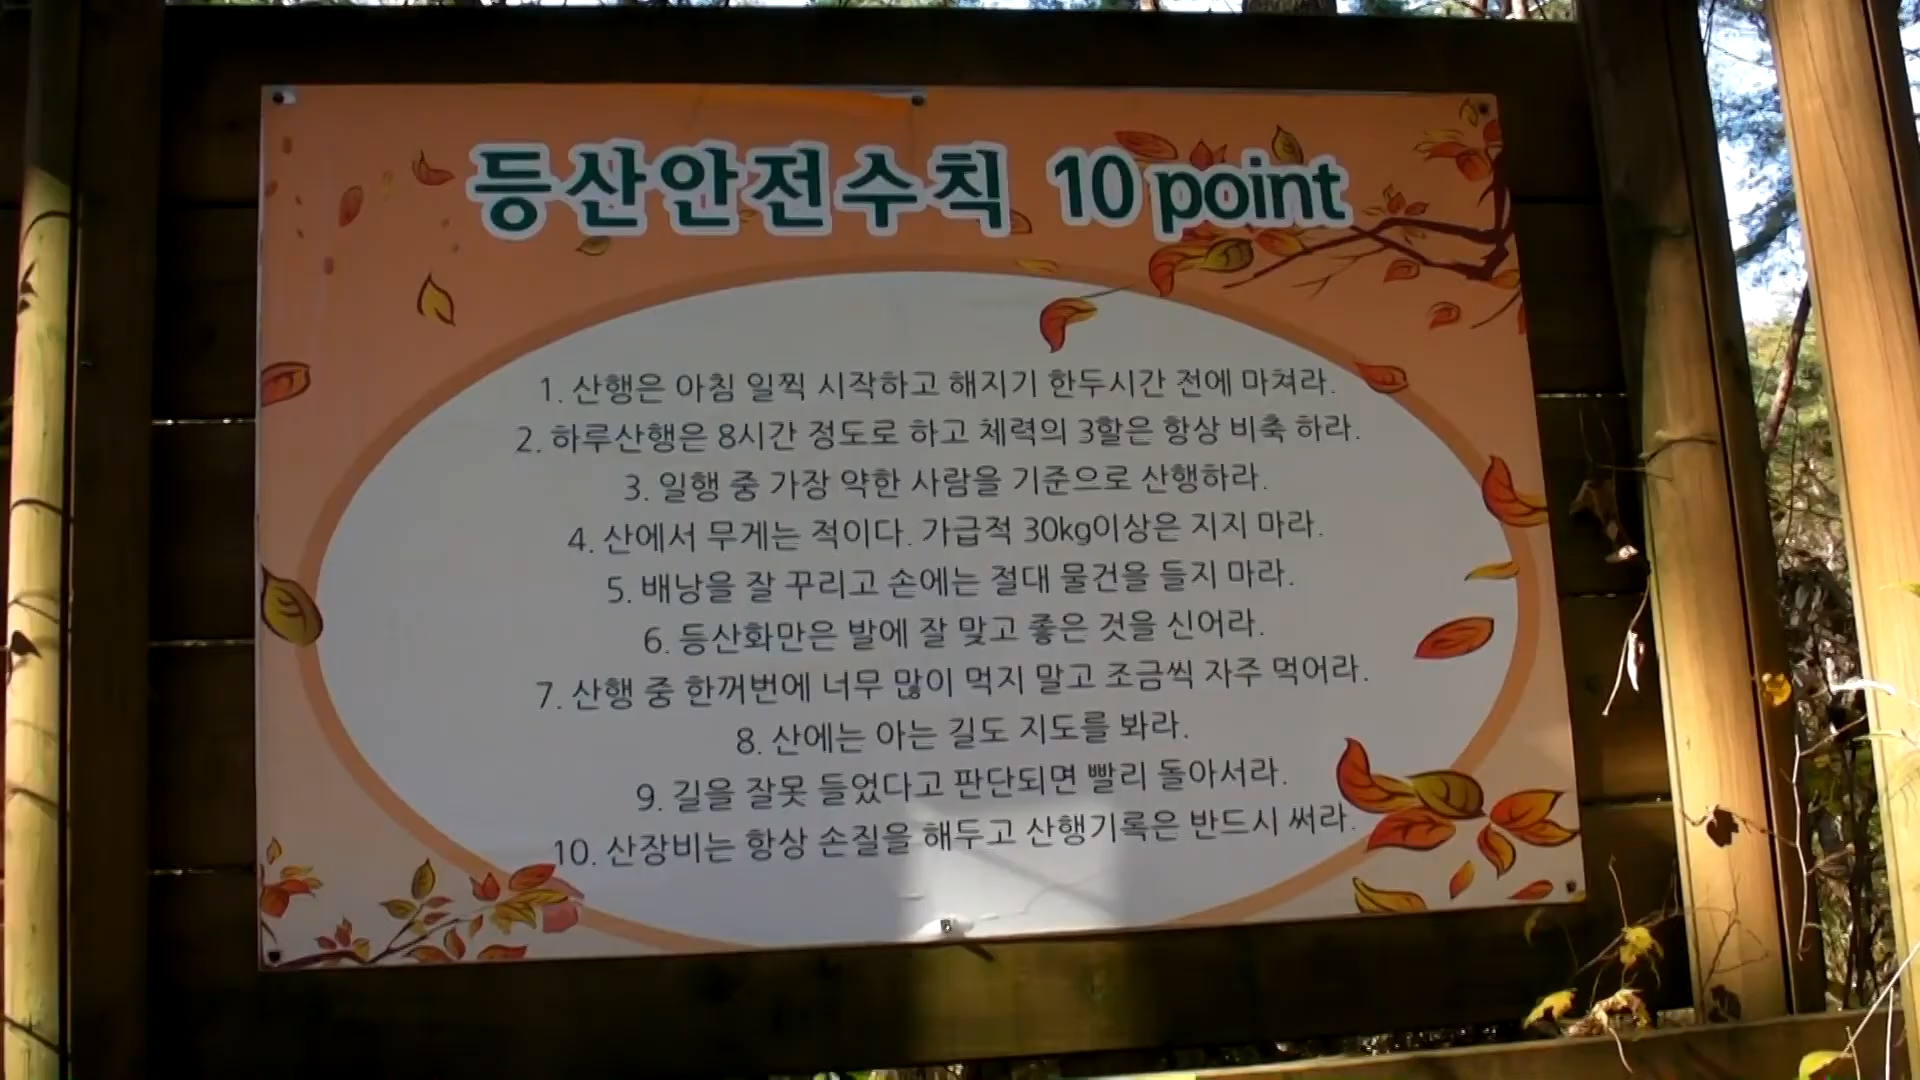 등산안전수칙 10 point
1. 산행은 아침 일찍 시작하고 해지기 한두시간 전에 마쳐라.
2. 하루산행은 8시간 정도로 하고 체력의 3할은 항상 비축 하라.
3. 일행 중 가장 약한 사람을 기준으로 산행하라.
4. 산에서 무게는 적이다. 가급적 30kg이상은 지지 마라.
5. 배낭을 잘 꾸리고 손에는 절대 물건을 들지 마라.
6. 등산화만은 발에 잘 맞고 좋은 것을 신어라.
7. 산행 중 한꺼번에 너무 많이 먹지 말고 조금씩 자주 먹어라.
8. 산에는 아는 길도 지도를 봐라.
9. 길을 잘못 들었다고 판단되면 빨리 돌아서라.
10. 산장비는 항상 손질을 해두고 산행기록은 반드시 써라.